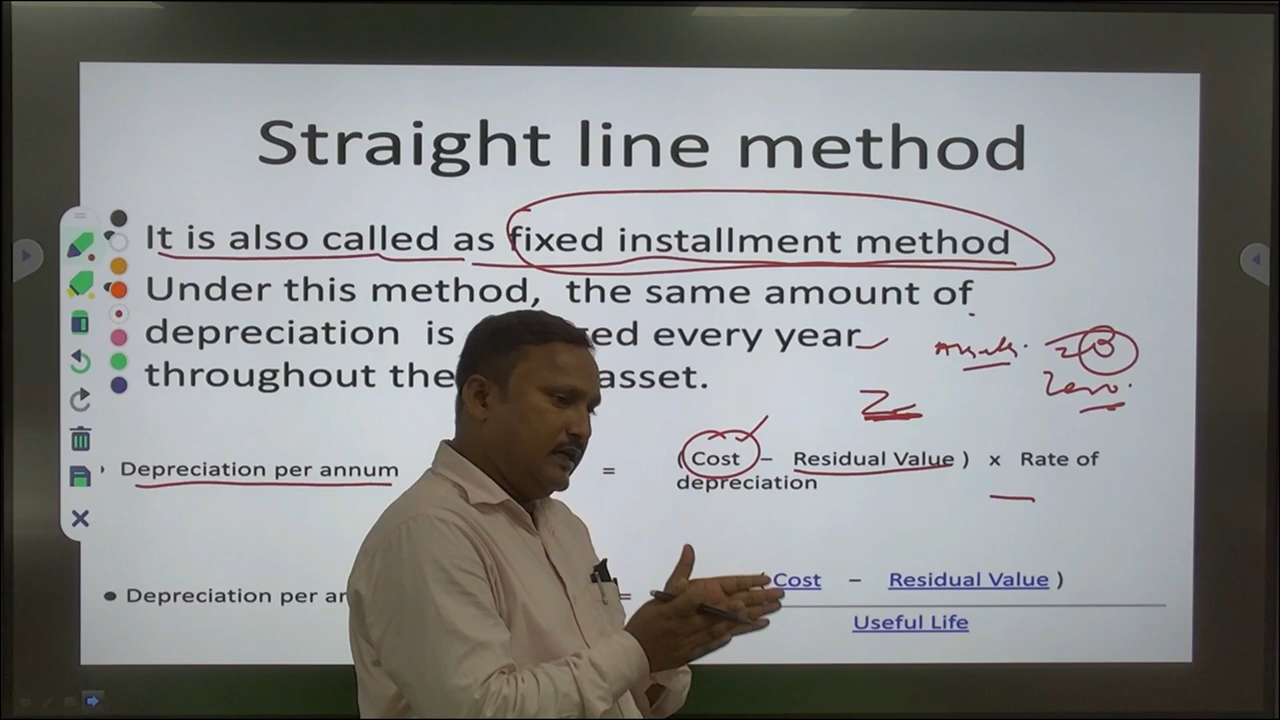 Straight line method
It is also called as fixed installment method
Under this method, the same amount of
depreciation is ed every year
throughout the asset.
Zero.
Depreciation per annum = (Cost – Residual Value ) x Rate of
depreciation
Depreciation per an = Cost – Residual Value )
Useful Life